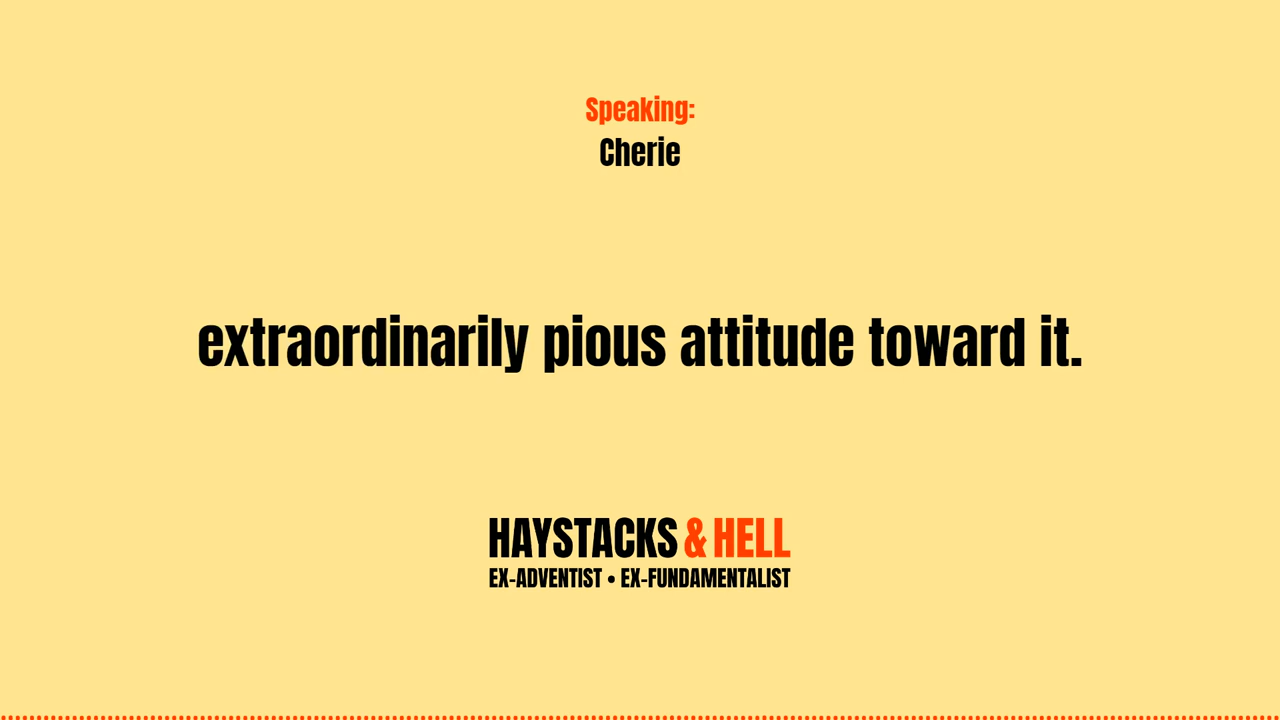 Speaking:
Cherie
extraordinarily pious attitude toward it.
HAYSTACKS & HELL
EX-ADVENTIST • EX-FUNDAMENTALIST